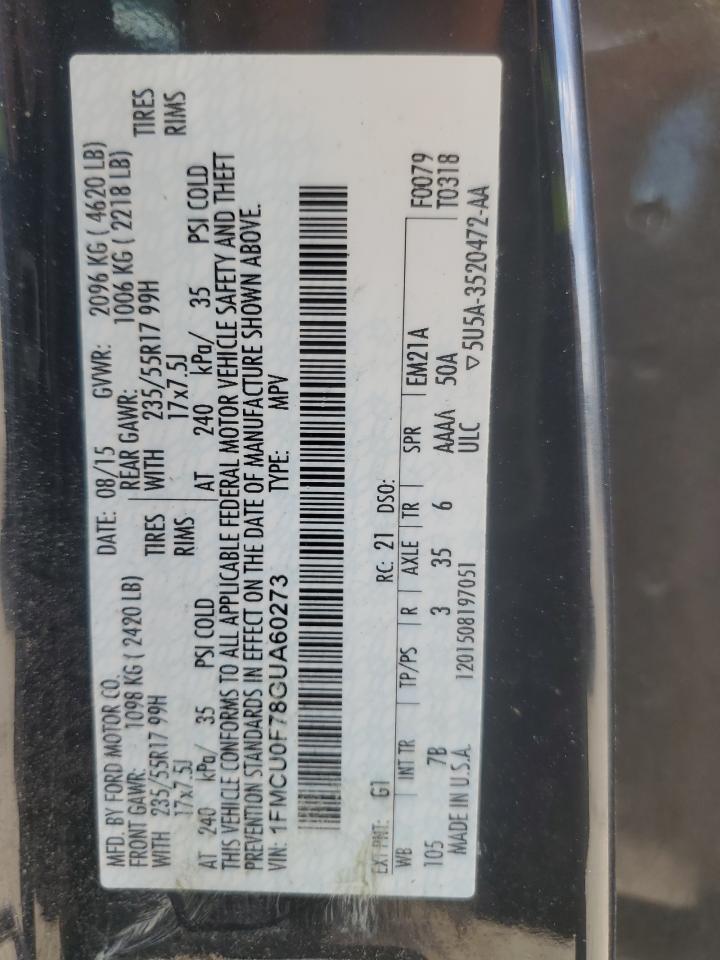 MFD. BY FORD MOTOR CO. DATE: 08/15 GVWR: 2096 KG ( 4620 LB)
FRONT GAWR: 1098 KG ( 2420 LB) REAR GAWR: 1006 KG ( 2218 LB)
WITH 235/55R17 99H TIRES WITH 235/55R17 99H TIRES
17x7.5J RIMS 17x7.5J RIMS
AT 240 kPa/ 35 PSI COLD AT 240 kPa/ 35 PSI COLD
THIS VEHICLE CONFORMS TO ALL APPLICABLE FEDERAL MOTOR VEHICLE SAFETY AND THEFT
PREVENTION STANDARDS IN EFFECT ON THE DATE OF MANUFACTURE SHOWN ABOVE.
VIN: 1FMCU0F78GUA60273 TYPE: MPV
EXT PNT: G1 RC: 21 DSO: F0079
WB INT TR TP/PS R AXLE TR SPR EM21A T0318
105 7B 3 35 6 AAAA 50A
MADE IN U.S.A. 1201508197051 ULC ▽5U5A-3520472-AA